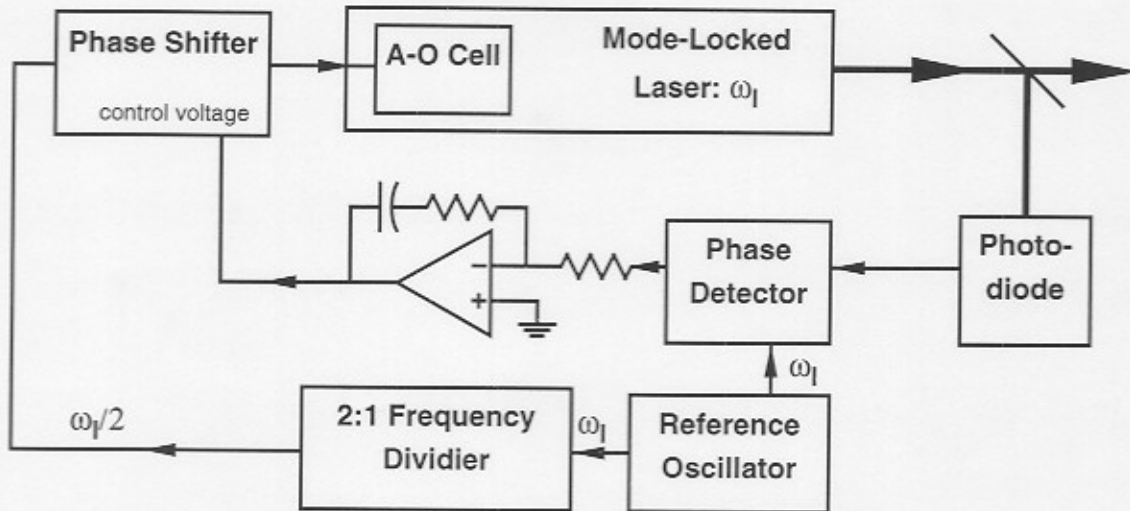 Phase Shifter
control voltage
A-O Cell
Mode-Locked
Laser: ωl
Phase
Detector
Photo-
diode
−
+
ωl
ωl/2
2:1 Frequency
Dividier
ωl
Reference
Oscillator